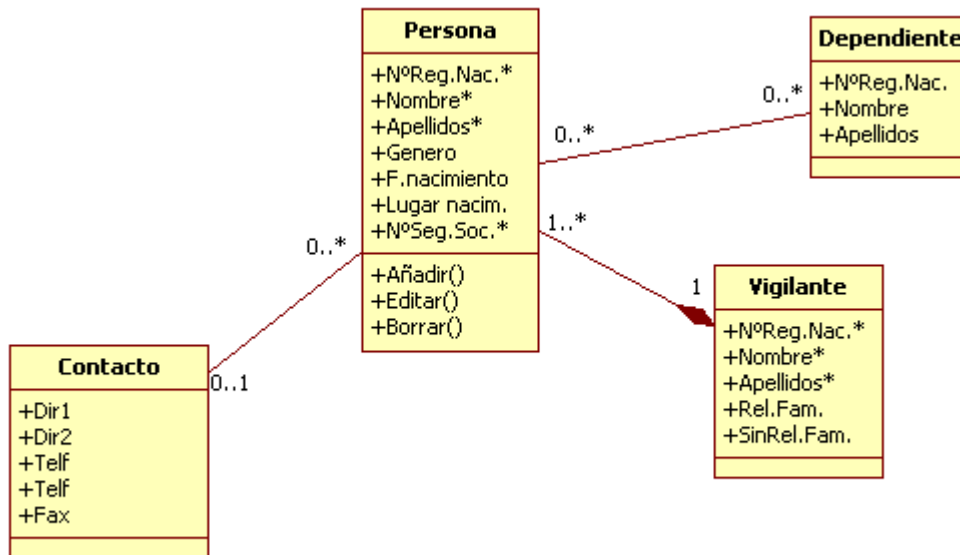 Persona
+NºReg.Nac.*
+Nombre*
+Apellidos*
+Genero
+F.nacimiento
+Lugar nacim.
+NºSeg.Soc.*
+Añadir()
+Editar()
+Borrar()
Dependiente
+NºReg.Nac.
+Nombre
+Apellidos
0..*
0..*
1..*
1
0..*
0..1
Vigilante
+NºReg.Nac.*
+Nombre*
+Apellidos*
+Rel.Fam.
+SinRel.Fam.
Contacto
+Dir1
+Dir2
+Telf
+Telf
+Fax